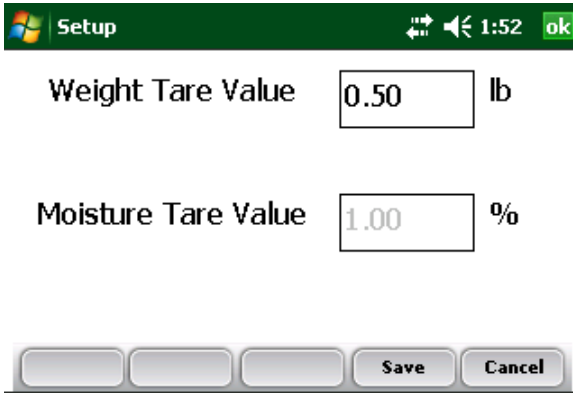 Setup 1:52 ok
Weight Tare Value 0.50 lb
Moisture Tare Value 1.00 %
Save Cancel